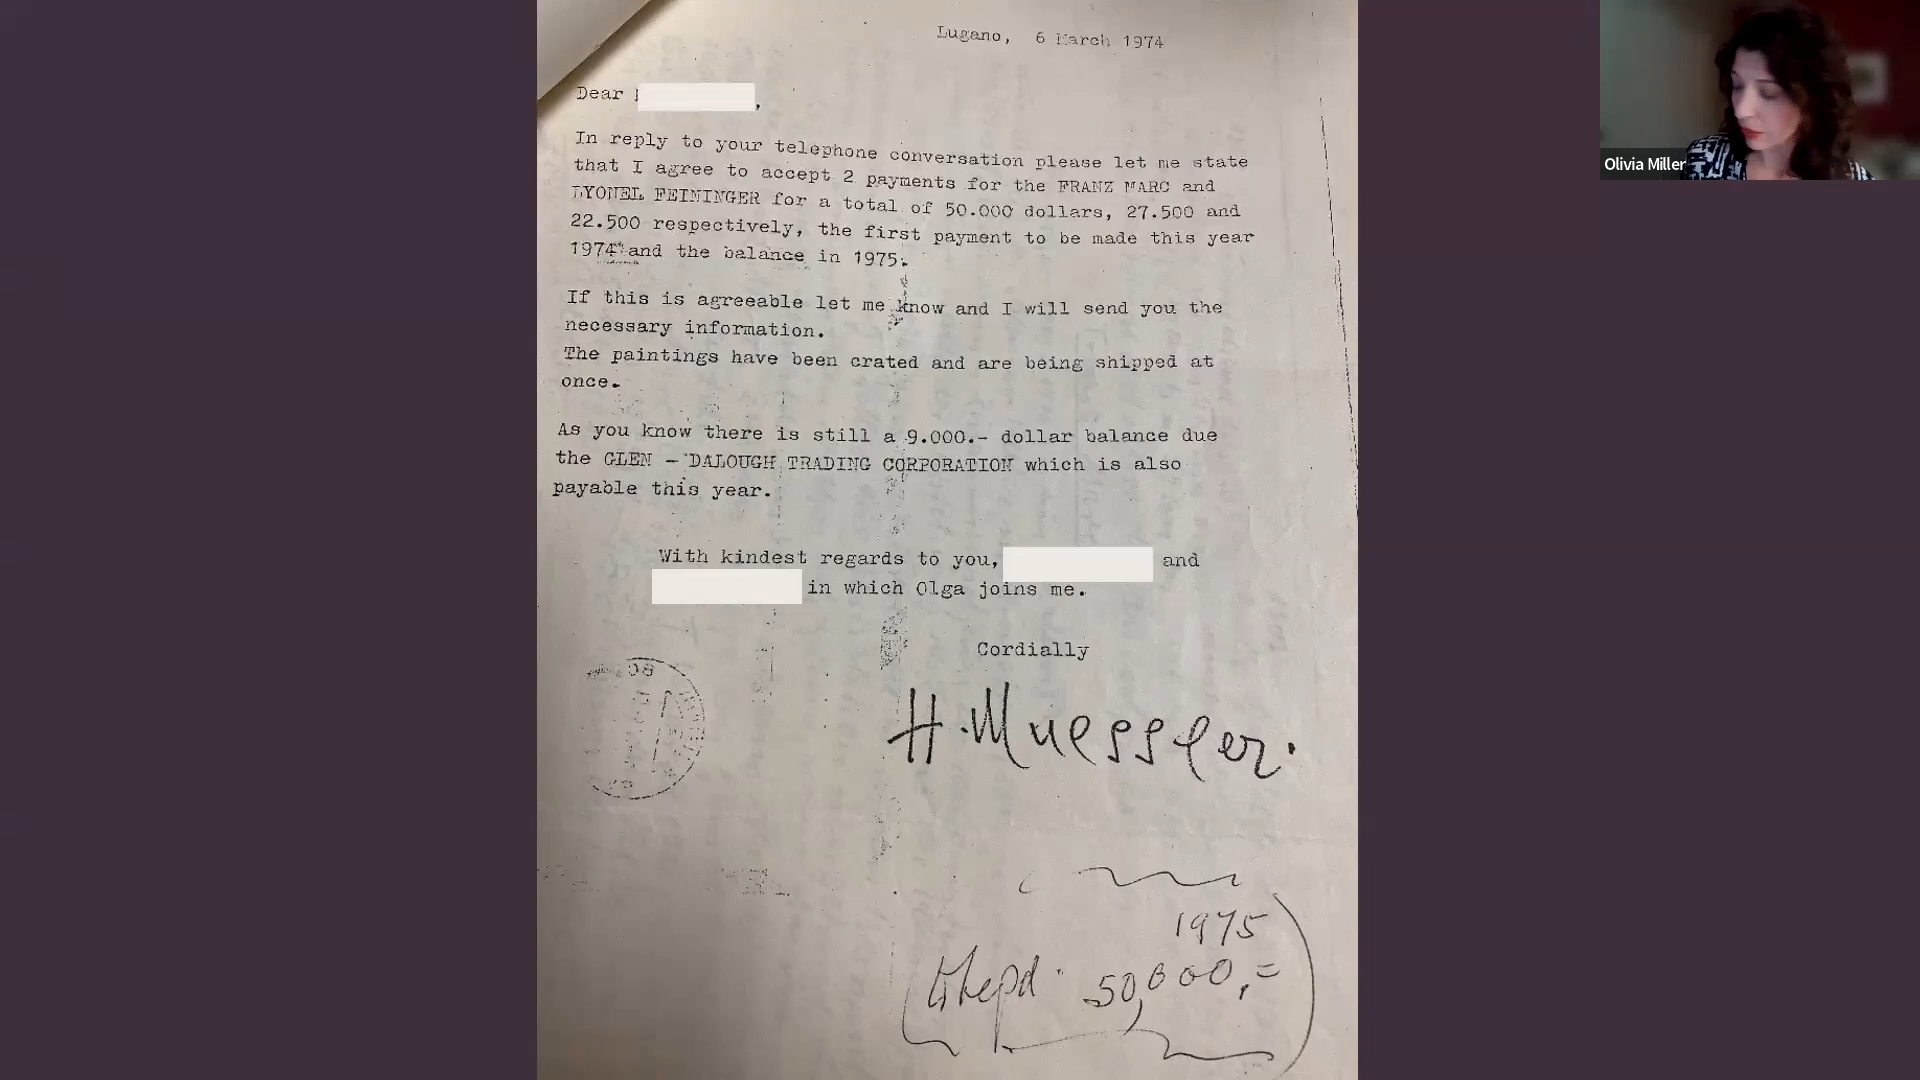 Lugano, 6 March 1974
Olivia Miller
Dear
,
In reply to your telephone conversation please let me state
that I agree to accept 2 payments for the FRANZ MARC and
LYONEL FEININGER for a total of 50.000 dollars, 27.500 and
22.500 respectively, the first payment to be made this year
1974 and the balance in 1975.
If this is agreeable let me know and I will send you the
necessary information.
The paintings have been crated and are being shipped at
once.
As you know there is still a 9.000.- dollar balance due
the GLEN - DALOUGH TRADING CORPORATION which is also
payable this year.
With kindest regards to you, and
in which Olga joins me.
Cordially
H. Muessler.
1975
50,000,=